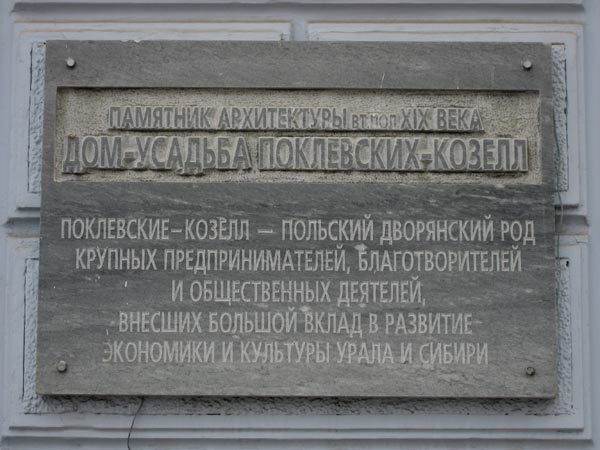 ПАМЯТНИК АРХИТЕКТУРЫ ВТ.ПОЛ XIX ВЕКА
ДОМ-УСАДЬБА ПОКЛЕВСКИХ-КОЗЕЛЛ
ПОКЛЕВСКИЕ-КОЗЕЛЛ — ПОЛЬСКИЙ ДВОРЯНСКИЙ РОД
КРУПНЫХ ПРЕДПРИНИМАТЕЛЕЙ, БЛАГОТВОРИТЕЛЕЙ
И ОБЩЕСТВЕННЫХ ДЕЯТЕЛЕЙ,
ВНЕСШИХ БОЛЬШОЙ ВКЛАД В РАЗВИТИЕ
ЭКОНОМИКИ И КУЛЬТУРЫ УРАЛА И СИБИРИ